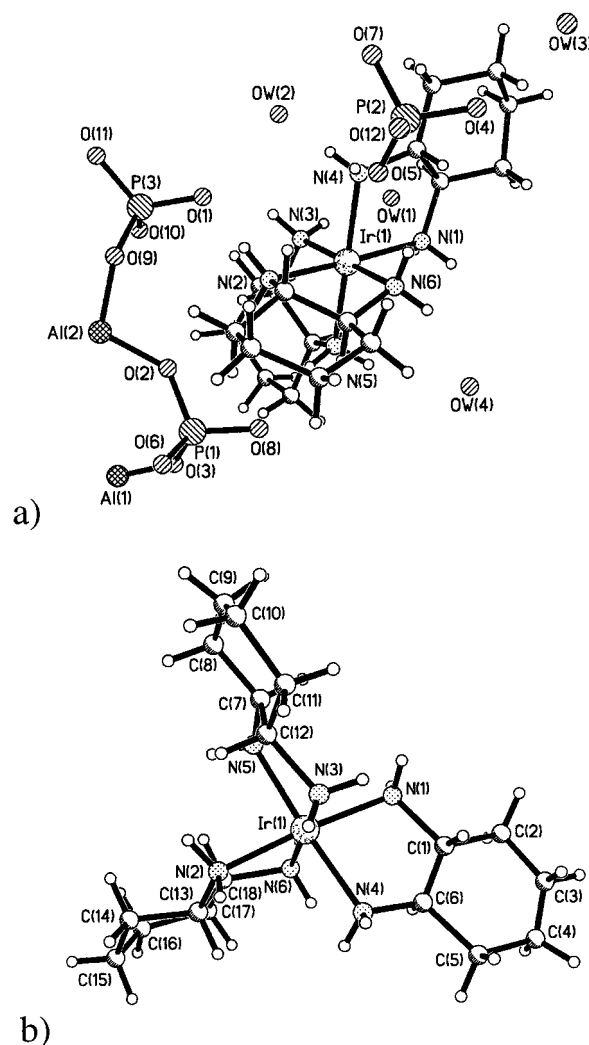 O(7)
OW(3)
OW(2)
P(2)
O(4)
O(12)
O(11)
O(5)
N(4)
P(3)
O(1)
OW(1)
N(3)
O(10)
Ir(1)
N(1)
O(9)
N(2)
N(6)
Al(2)
O(2)
N(5)
OW(4)
O(6)
P(1)
O(8)
O(3)
Al(1)
a)
C(9)
C(10)
C(8)
C(7)
C(11)
C(12)
N(5)
N(3)
N(1)
Ir(1)
C(2)
C(1)
N(2)
N(6)
C(3)
C(13)
C(18)
N(4)
C(6)
C(14)
C(17)
C(4)
C(16)
C(5)
C(15)
b)